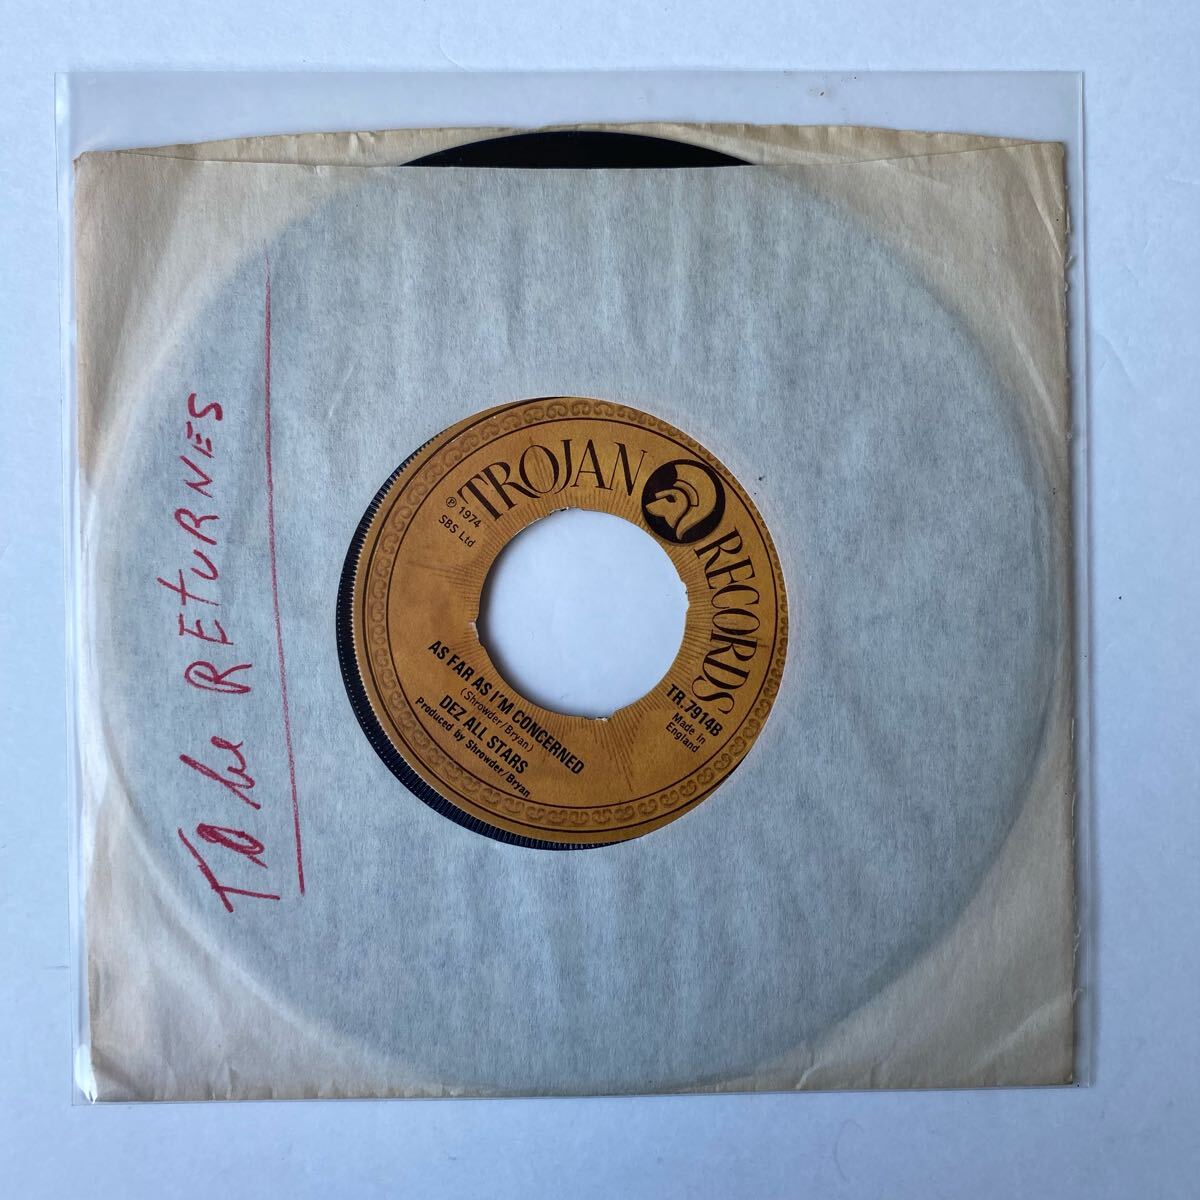 To be RETURNES
TROJAN RECORDS
℗ 1974
SBS Ltd
TR.7914B
Made in
England
AS FAR AS I'M CONCERNED
(Shrowder/Bryan)
DEZ ALL STARS
Produced by Shrowder/Bryan